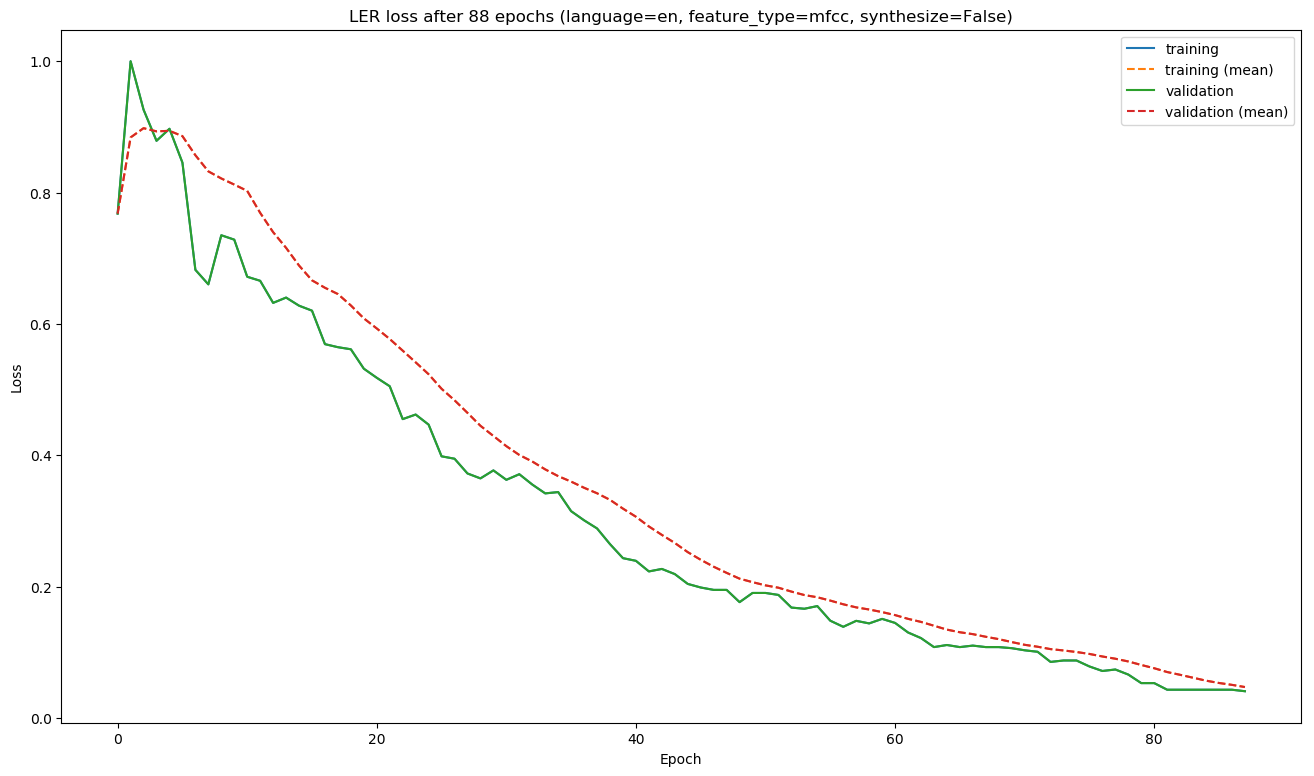 LER loss after 88 epochs (language=en, feature_type=mfcc, synthesize=False)
training
training (mean)
validation
validation (mean)
1.0
0.8
0.6
0.4
0.2
0.0
Loss
0 20 40 60 80
Epoch